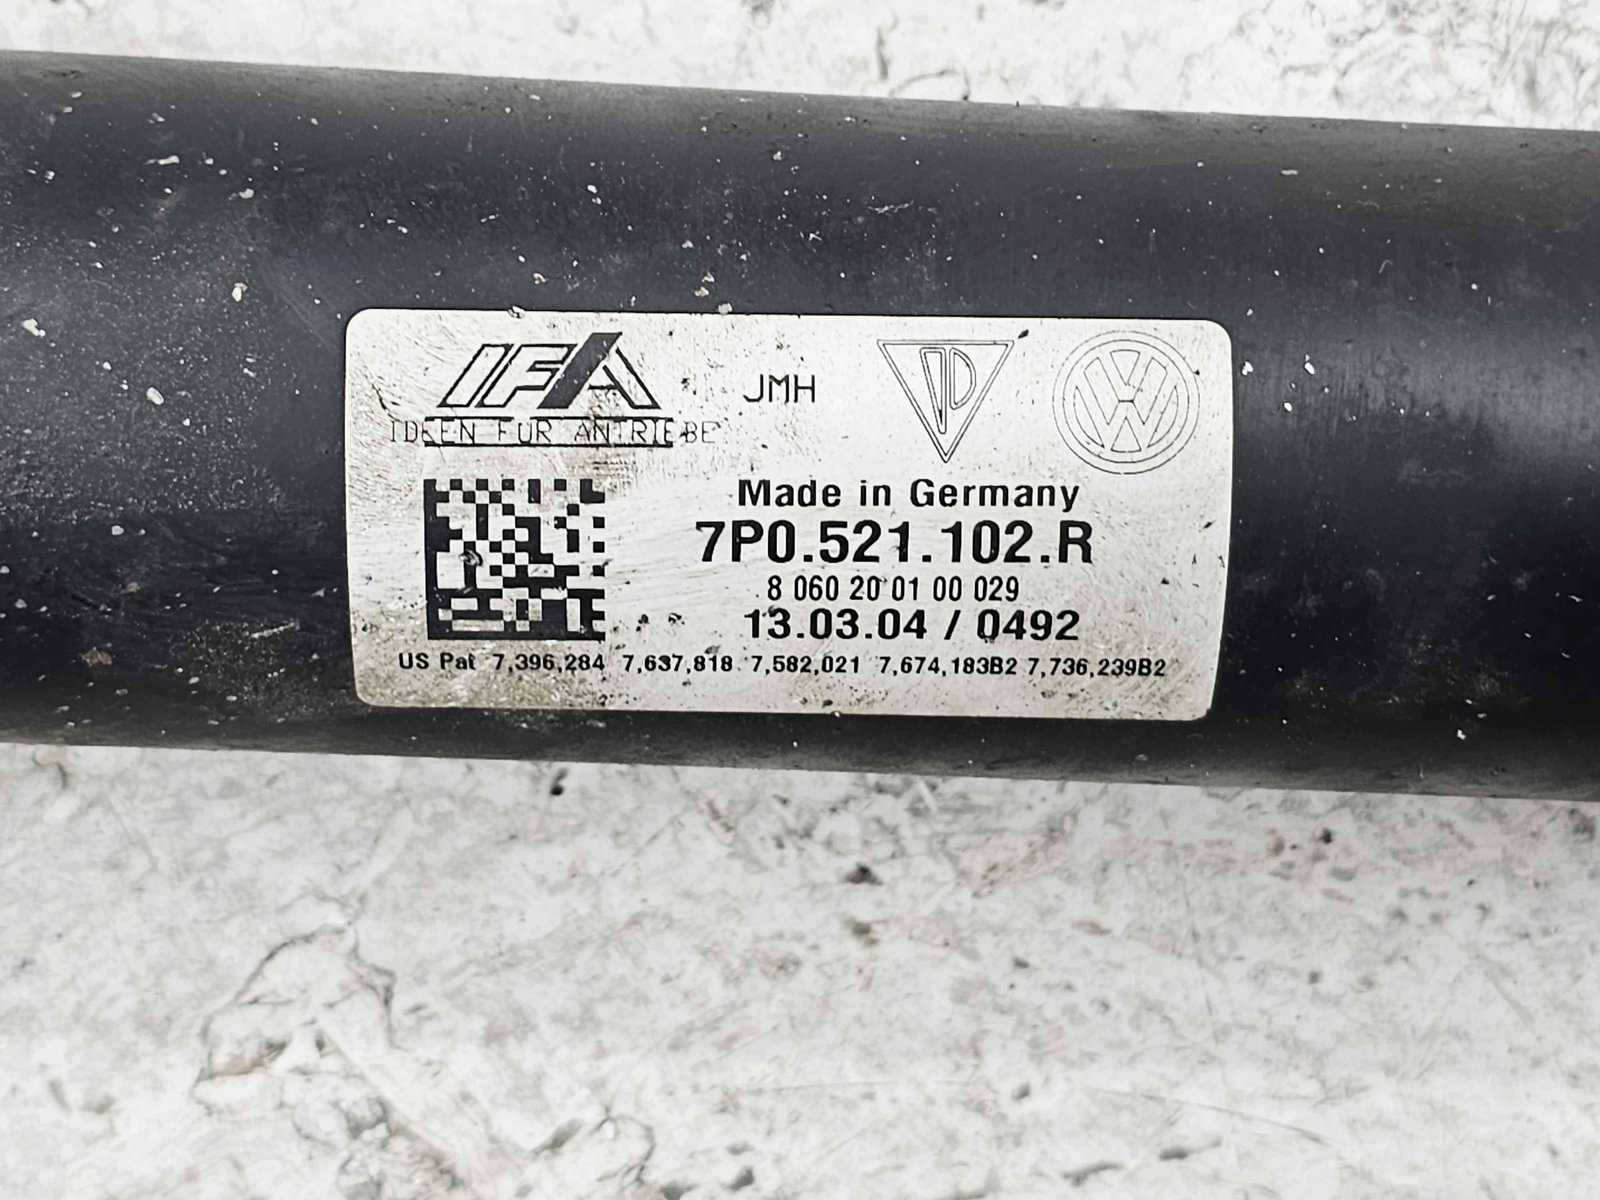 IFA
IDEEN FÜR ANTRIEBE
JMH
Made in Germany
7P0.521.102.R
8 060 20 01 00 029
13.03.04 / 0492
US Pat 7,396,284 7,637,818 7,582,021 7,674,183B2 7,736,239B2